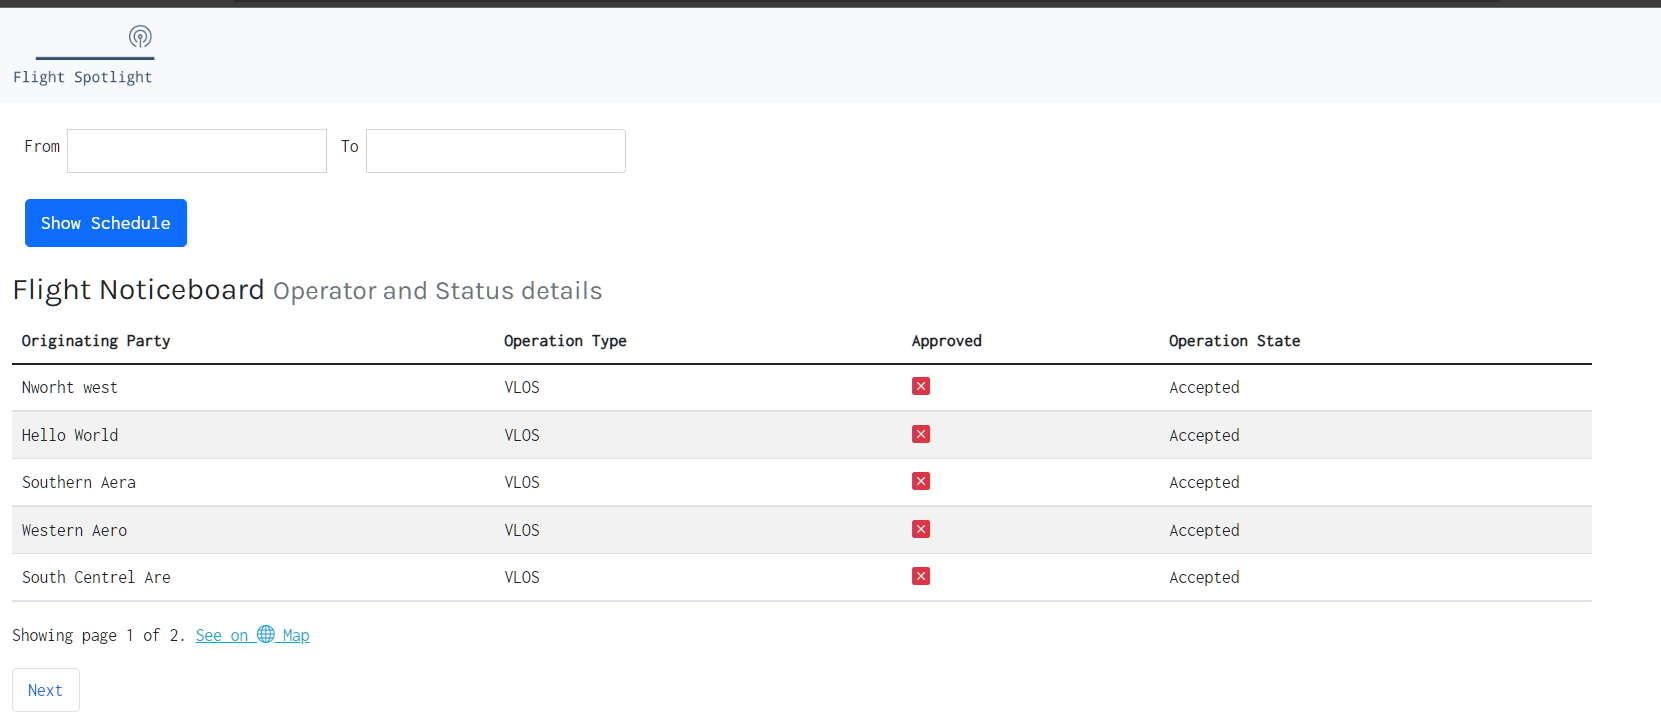 Flight Spotlight
From To
Show Schedule
Flight Noticeboard Operator and Status details
Originating Party Operation Type Approved Operation State
Nworht west VLOS Accepted
Hello World VLOS Accepted
Southern Aera VLOS Accepted
Western Aero VLOS Accepted
South Centrel Are VLOS Accepted
Showing page 1 of 2. See on Map
Next